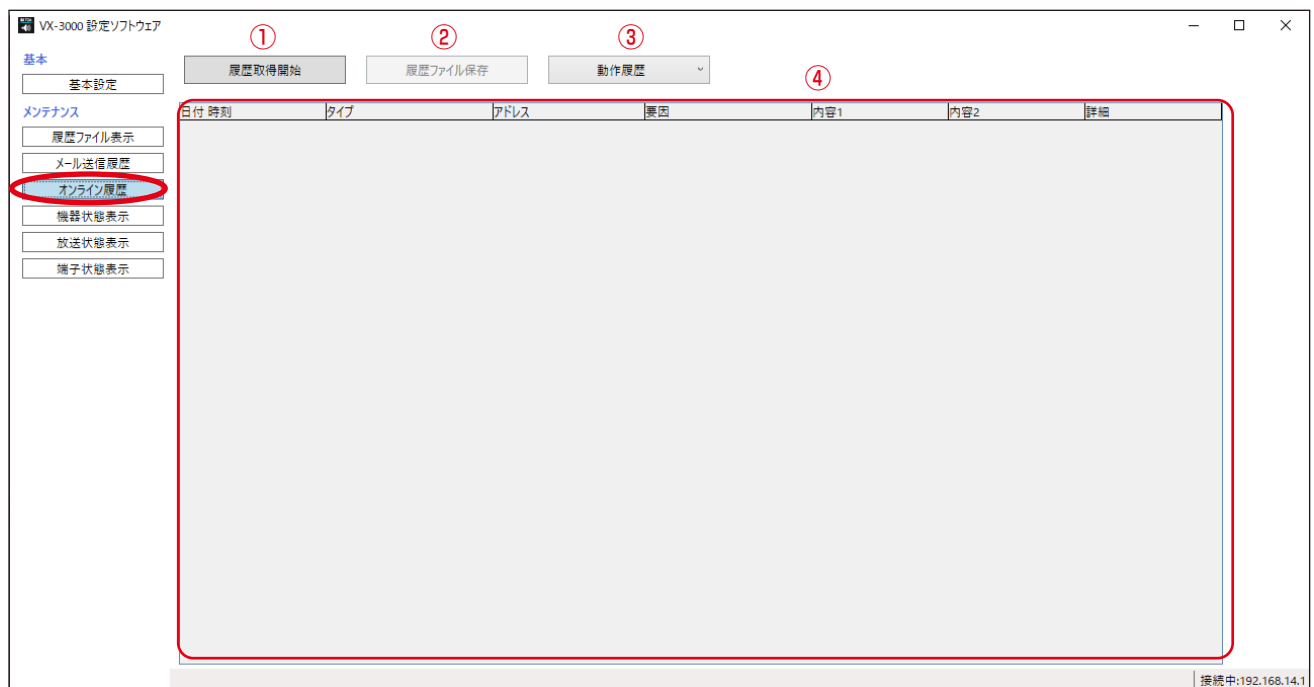 VX-3000 設定ソフトウェア
① ② ③
基本
履歴取得開始 履歴ファイル保存 動作履歴
基本設定
④
メンテナンス
日付 時刻 タイプ アドレス 要因 内容1 内容2 詳細
履歴ファイル表示
メール送信履歴
オンライン履歴
機器状態表示
放送状態表示
端子状態表示
接続中:192.168.14.1